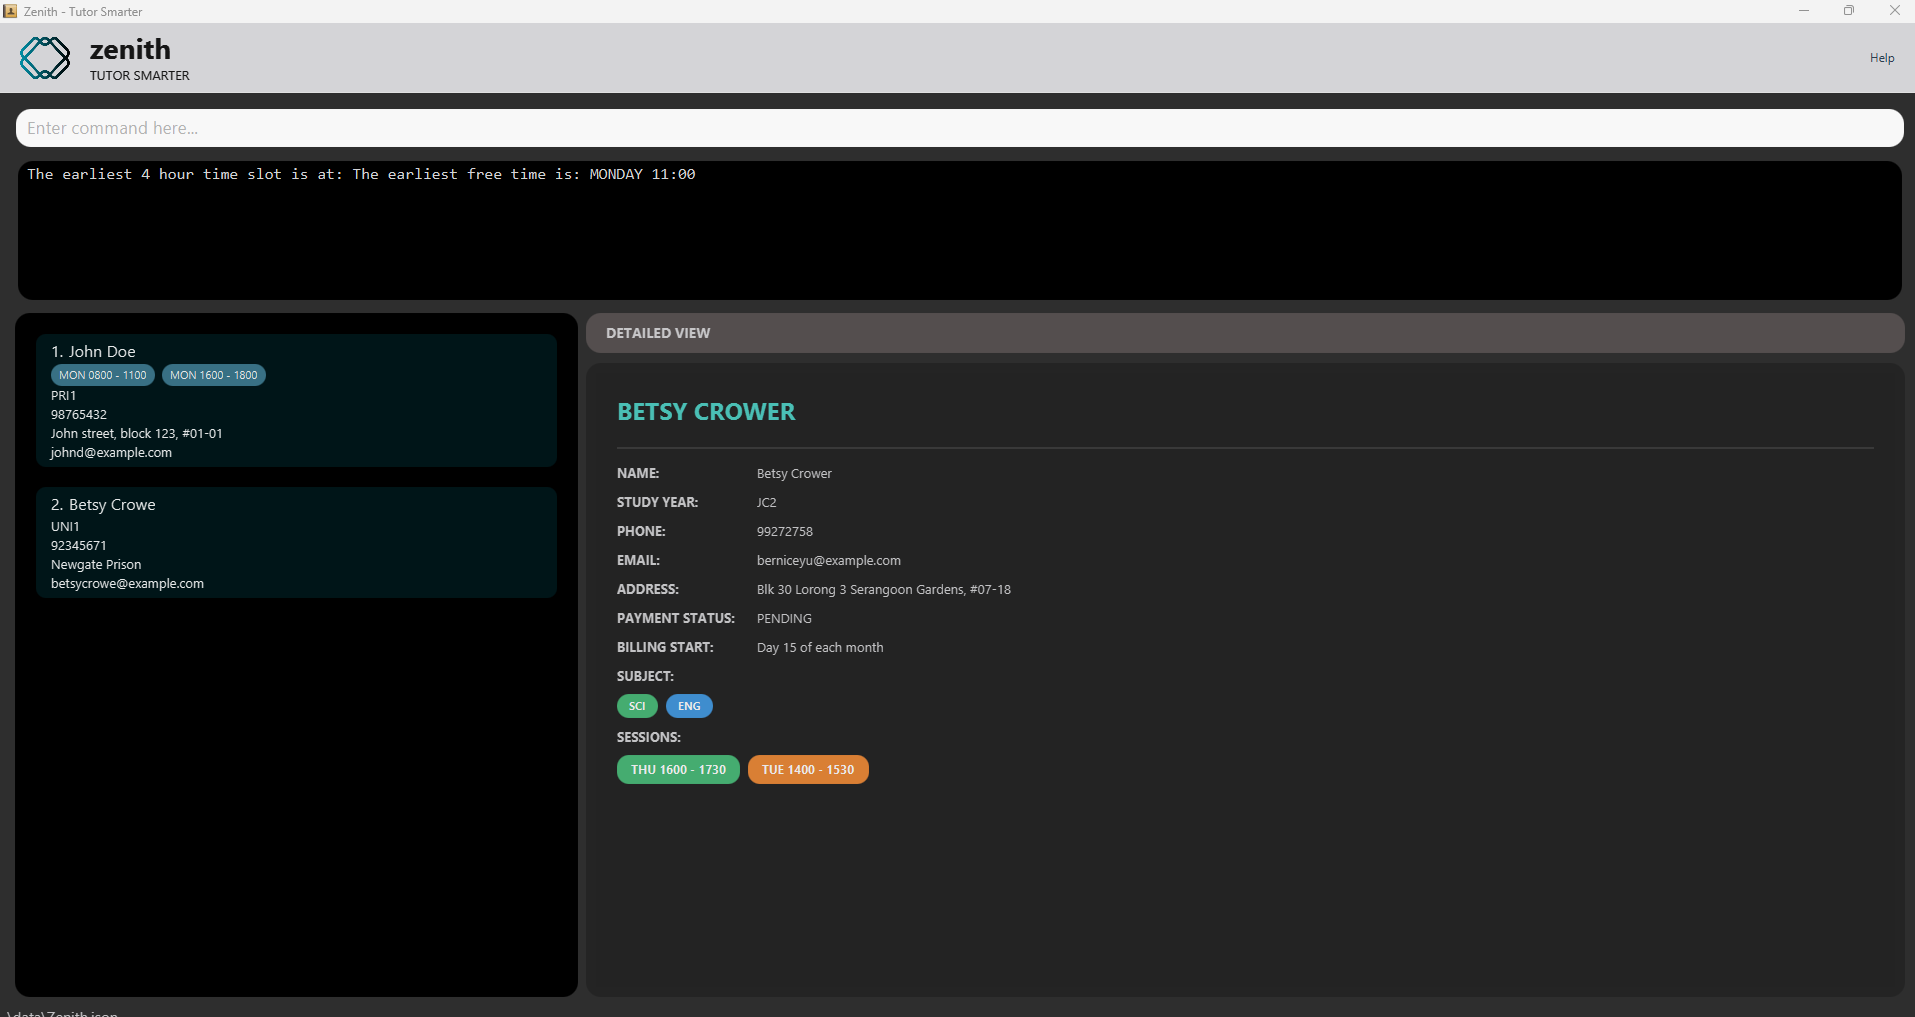 Zenith - Tutor Smarter
zenith
TUTOR SMARTER
Help
Enter command here...
The earliest 4 hour time slot is at: The earliest free time is: MONDAY 11:00
1. John Doe
MON 0800 - 1100 MON 1600 - 1800
PRI1
98765432
John street, block 123, #01-01
johnd@example.com
2. Betsy Crowe
UNI1
92345671
Newgate Prison
betsycrowe@example.com
DETAILED VIEW
BETSY CROWER
NAME: Betsy Crower
STUDY YEAR: JC2
PHONE: 99272758
EMAIL: berniceyu@example.com
ADDRESS: Blk 30 Lorong 3 Serangoon Gardens, #07-18
PAYMENT STATUS: PENDING
BILLING START: Day 15 of each month
SUBJECT:
SCI ENG
SESSIONS:
THU 1600 - 1730 TUE 1400 - 1530
\data\Zenith.json